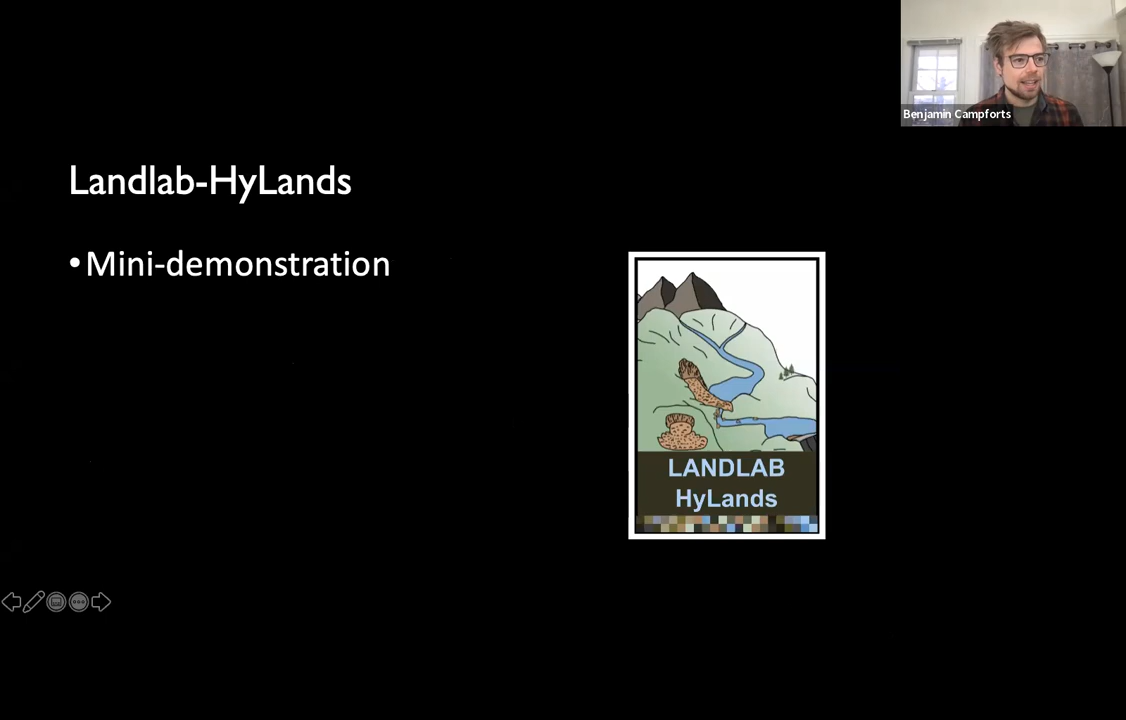 Benjamin Campforts
Landlab-HyLands
• Mini-demonstration
LANDLAB
HyLands